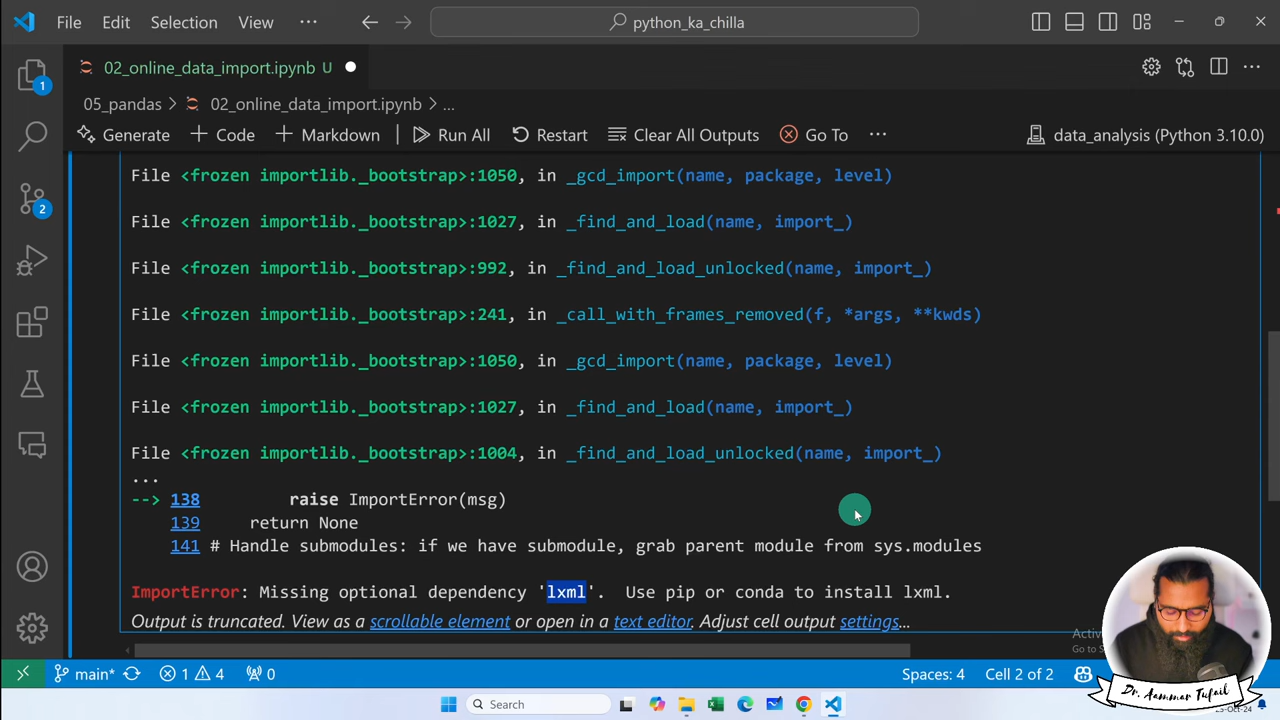 File Edit Selection View ··· python_ka_chilla
02_online_data_import.ipynb U
05_pandas > 02_online_data_import.ipynb > ...
Generate + Code + Markdown | Run All Restart Clear All Outputs Go To ··· data_analysis (Python 3.10.0)
File <frozen importlib._bootstrap>:1050, in _gcd_import(name, package, level)
File <frozen importlib._bootstrap>:1027, in _find_and_load(name, import_)
File <frozen importlib._bootstrap>:992, in _find_and_load_unlocked(name, import_)
File <frozen importlib._bootstrap>:241, in _call_with_frames_removed(f, *args, **kwds)
File <frozen importlib._bootstrap>:1050, in _gcd_import(name, package, level)
File <frozen importlib._bootstrap>:1027, in _find_and_load(name, import_)
File <frozen importlib._bootstrap>:1004, in _find_and_load_unlocked(name, import_)
...
--> 138 raise ImportError(msg)
139 return None
141 # Handle submodules: if we have submodule, grab parent module from sys.modules
ImportError: Missing optional dependency 'lxml'. Use pip or conda to install lxml.
Output is truncated. View as a scrollable element or open in a text editor. Adjust cell output settings...
1
2
main* 1 4 0 Spaces: 4 Cell 2 of 2
Dr. Aammar Tufail
Search